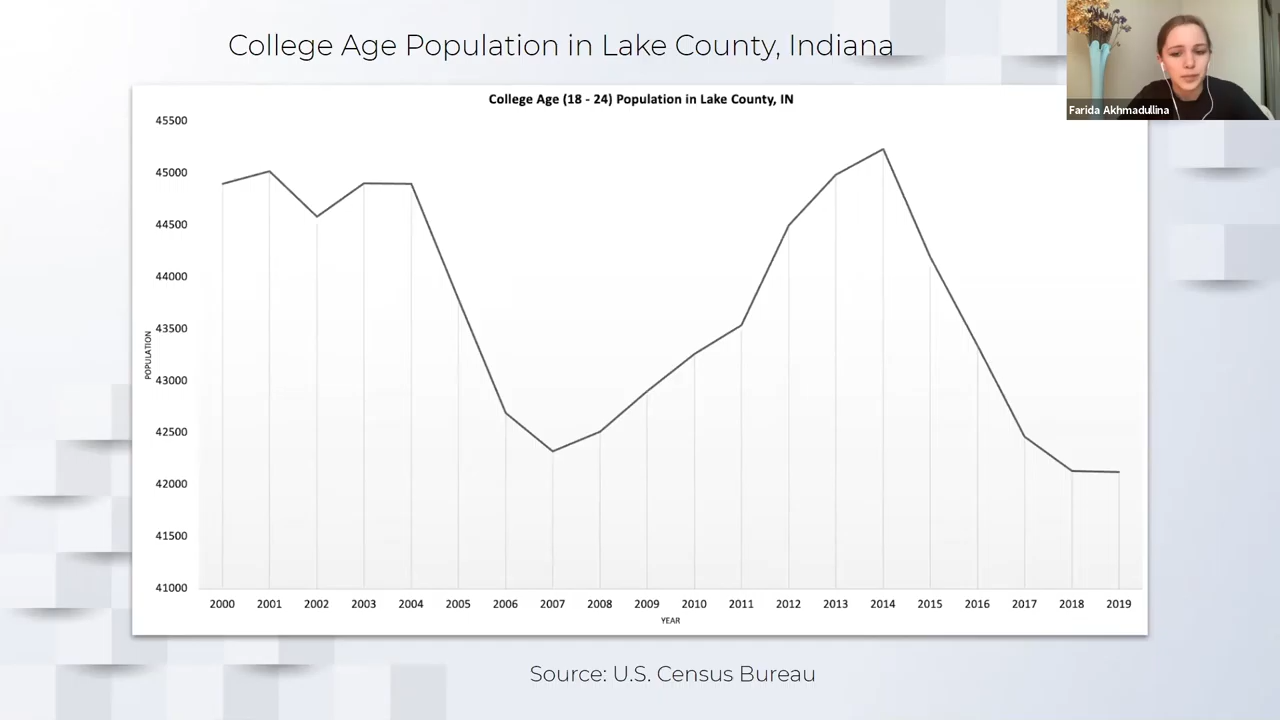 College Age Population in Lake County, Indiana
Farida Akhmadullina
College Age (18 - 24) Population in Lake County, IN
45500
45000
44500
44000
43500
43000
42500
42000
41500
41000
POPULATION
2000 2001 2002 2003 2004 2005 2006 2007 2008 2009 2010 2011 2012 2013 2014 2015 2016 2017 2018 2019
YEAR
Source: U.S. Census Bureau